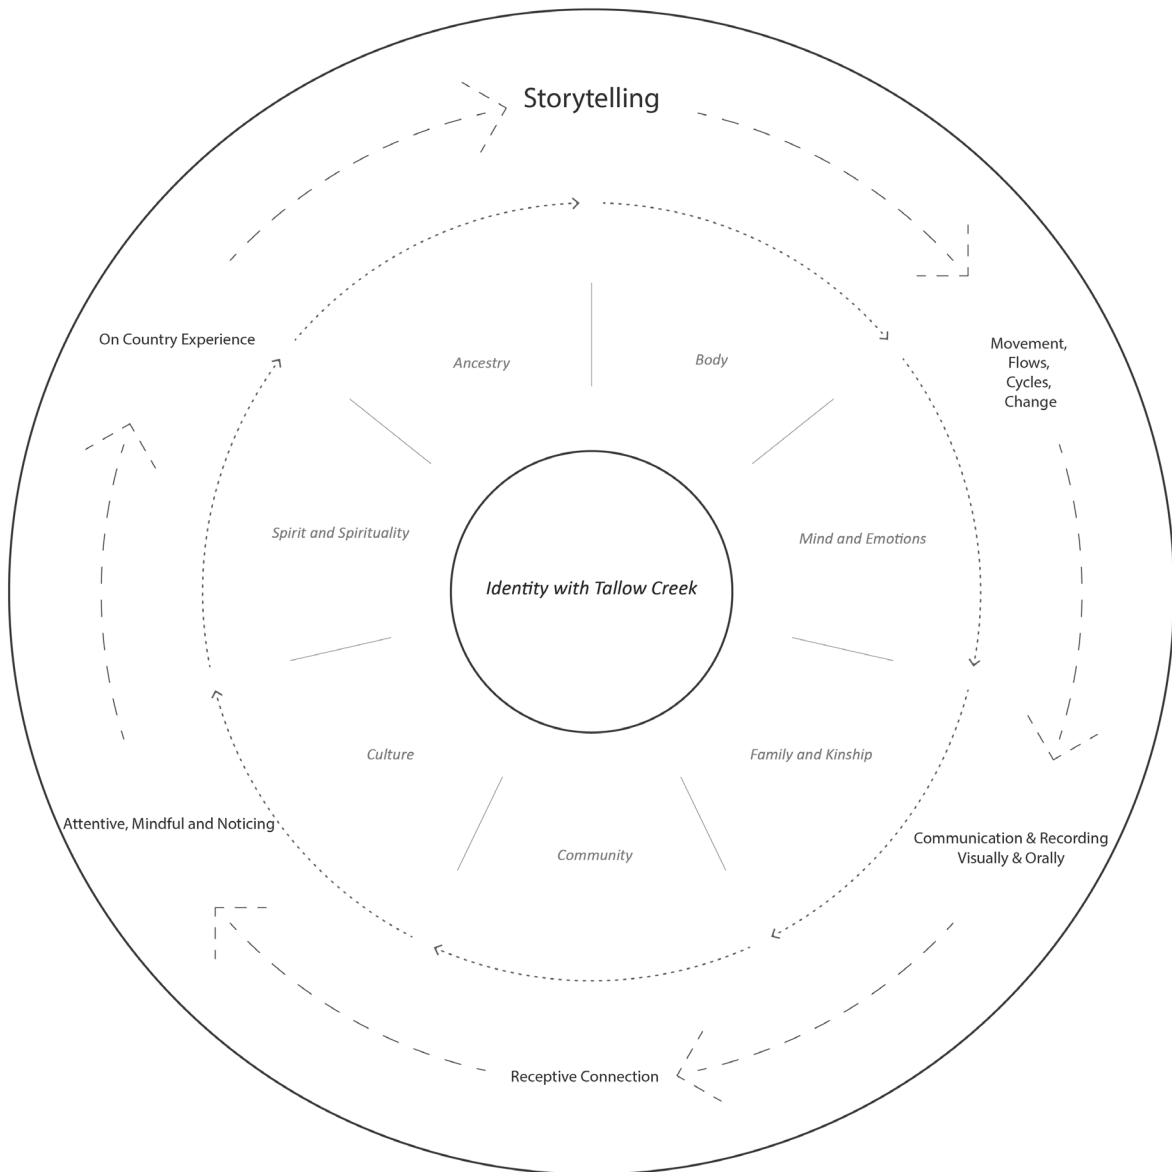 Storytelling
On Country Experience
Movement,
Flows,
Cycles,
Change
Ancestry
Body
Spirit and Spirituality
Mind and Emotions
Identity with Tallow Creek
Culture
Family and Kinship
Attentive, Mindful and Noticing
Communication & Recording
Visually & Orally
Community
Receptive Connection